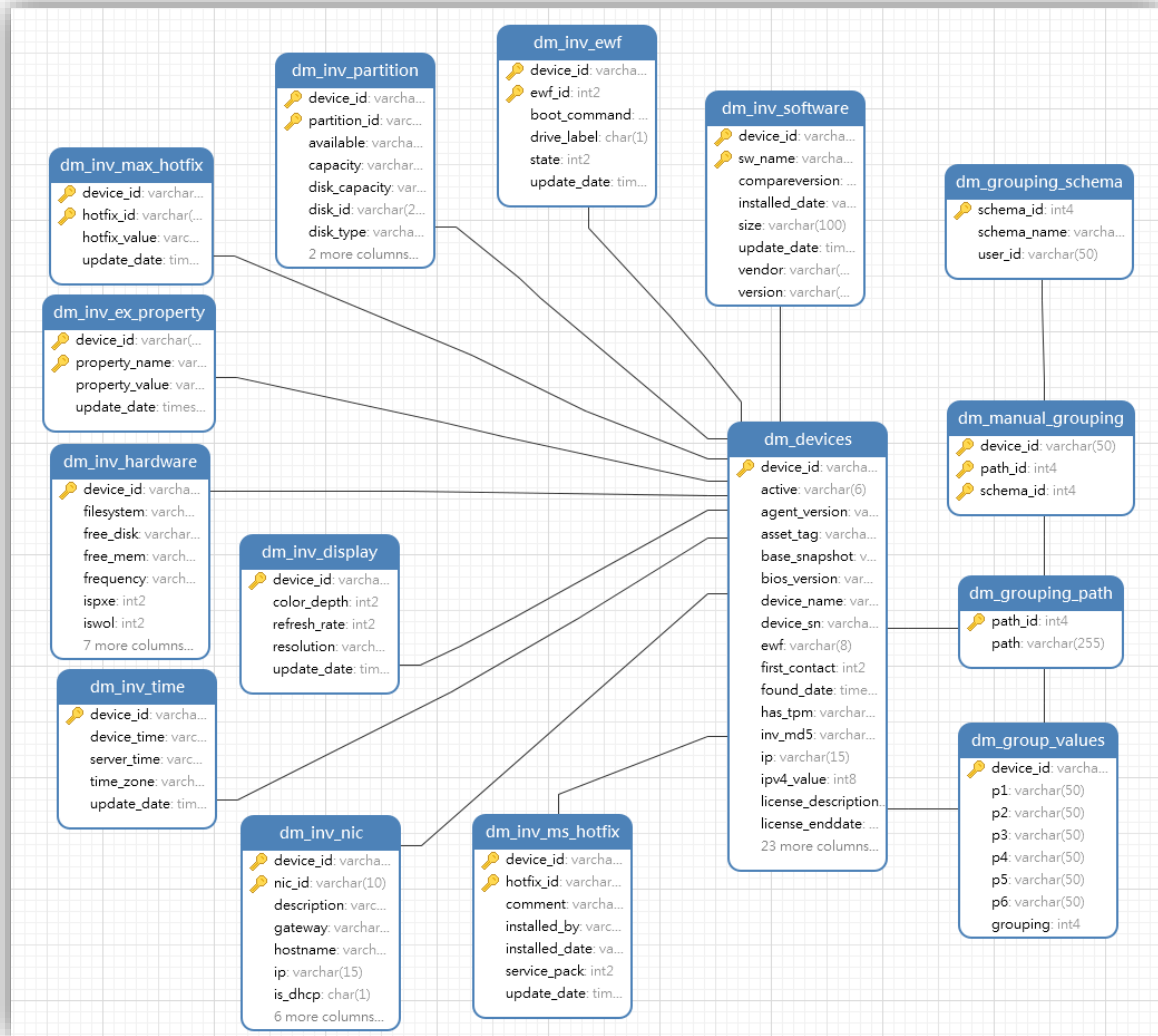 dm_inv_ewf
device_id: varcha...
ewf_id: int2
boot_command: ...
drive_label: char(1)
state: int2
update_date: tim...
dm_inv_partition
device_id: varcha...
partition_id: varc...
available: varcha...
capacity: varchar...
disk_capacity: var...
disk_id: varchar(2...
disk_type: varcha...
2 more columns...
dm_inv_software
device_id: varcha...
sw_name: varcha...
compareversion: ...
installed_date: va...
size: varchar(100)
update_date: tim...
vendor: varchar(...
version: varchar(...
dm_inv_max_hotfix
device_id: varchar...
hotfix_id: varchar(...
hotfix_value: varc...
update_date: tim...
dm_grouping_schema
schema_id: int4
schema_name: varcha...
user_id: varchar(50)
dm_inv_ex_property
device_id: varchar(...
property_name: var...
property_value: var...
update_date: times...
dm_manual_grouping
device_id: varchar(50)
path_id: int4
schema_id: int4
dm_devices
device_id: varcha...
active: varchar(6)
agent_version: va...
asset_tag: varchar...
base_snapshot: v...
bios_version: var...
device_name: var...
device_sn: varcha...
ewf: varchar(8)
first_contact: int2
found_date: time...
has_tpm: varchar...
inv_md5: varchar...
ip: varchar(15)
ipv4_value: int8
license_description...
license_enddate: ...
23 more columns...
dm_inv_hardware
device_id: varcha...
filesystem: varch...
free_disk: varchar...
free_mem: varch...
frequency: varch...
ispxe: int2
iswol: int2
7 more columns...
dm_inv_display
device_id: varcha...
color_depth: int2
refresh_rate: int2
resolution: varch...
update_date: tim...
dm_grouping_path
path_id: int4
path: varchar(255)
dm_inv_time
device_id: varcha...
device_time: varc...
server_time: varc...
time_zone: varch...
update_date: tim...
dm_group_values
device_id: varcha...
p1: varchar(50)
p2: varchar(50)
p3: varchar(50)
p4: varchar(50)
p5: varchar(50)
p6: varchar(50)
grouping: int4
dm_inv_nic
device_id: varcha...
nic_id: varchar(10)
description: varc...
gateway: varchar...
hostname: varch...
ip: varchar(15)
is_dhcp: char(1)
6 more columns...
dm_inv_ms_hotfix
device_id: varcha...
hotfix_id: varchar...
comment: varcha...
installed_by: varc...
installed_date: va...
service_pack: int2
update_date: tim...